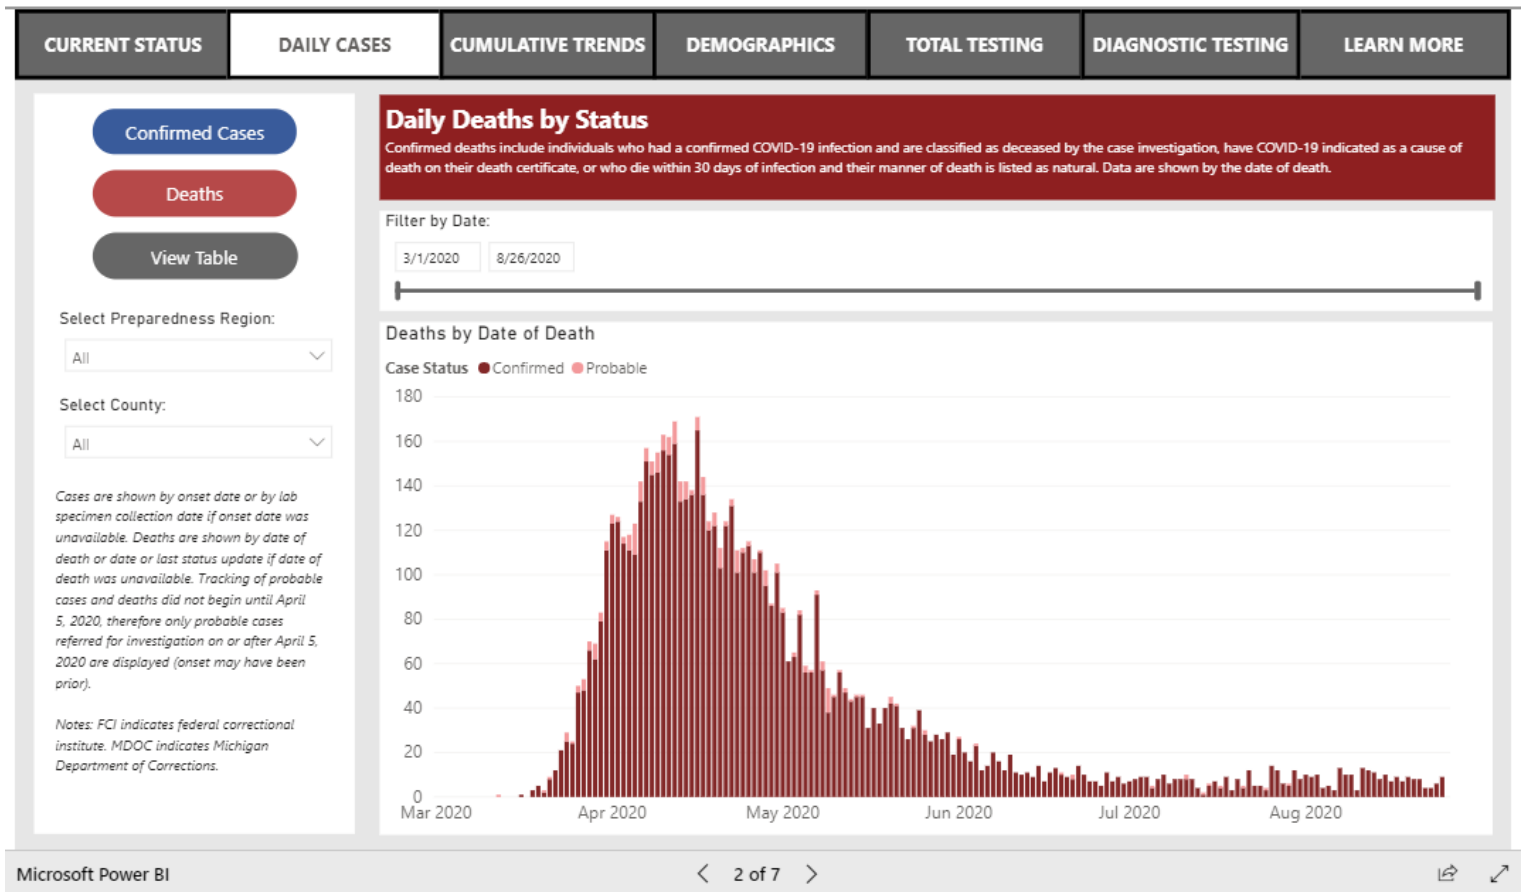 CURRENT STATUS
DAILY CASES
CUMULATIVE TRENDS
DEMOGRAPHICS
TOTAL TESTING
DIAGNOSTIC TESTING
LEARN MORE
Confirmed Cases
Deaths
View Table
Select Preparedness Region:
All
Select County:
All
Cases are shown by onset date or by lab
specimen collection date if onset date was
unavailable. Deaths are shown by date of
death or date or last status update if date of
death was unavailable. Tracking of probable
cases and deaths did not begin until April
5, 2020, therefore only probable cases
referred for investigation on or after April 5,
2020 are displayed (onset may have been
prior).
Notes: FCI indicates federal correctional
institute. MDOC indicates Michigan
Department of Corrections.
Daily Deaths by Status
Confirmed deaths include individuals who had a confirmed COVID-19 infection and are classified as deceased by the case investigation, have COVID-19 indicated as a cause of
death on their death certificate, or who die within 30 days of infection and their manner of death is listed as natural. Data are shown by the date of death.
Filter by Date:
3/1/2020
8/26/2020
Deaths by Date of Death
Case Status Confirmed Probable
180
160
140
120
100
80
60
40
20
0
Mar 2020
Apr 2020
May 2020
Jun 2020
Jul 2020
Aug 2020
Microsoft Power BI
2 of 7